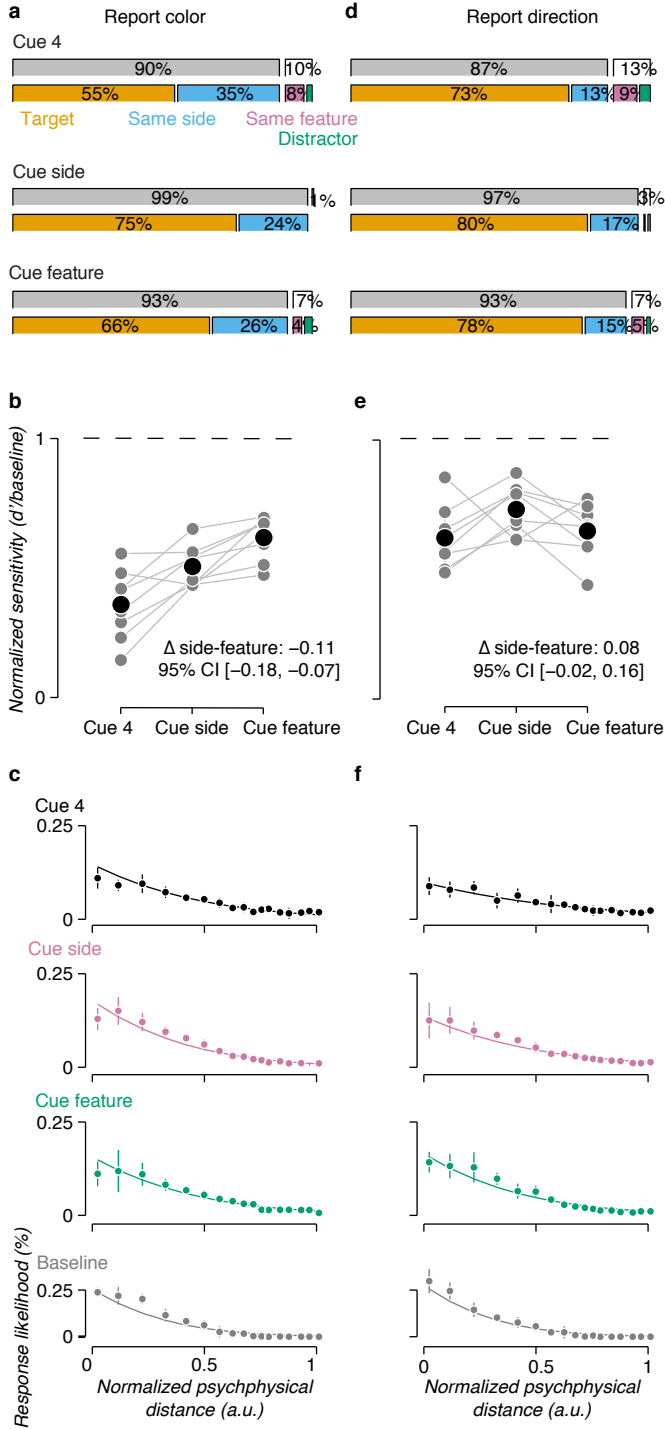 a Report color
Cue 4
90% 10%
55% 35% 8%
Target Same side Same feature
Distractor
Cue side
99% 1%
75% 24%
Cue feature
93% 7%
66% 26% 4%
d Report direction
87% 13%
73% 13% 9%
97% 3%
80% 17%
93% 7%
78% 15% 5%
b
Normalized sensitivity (d'/baseline)
1
0
Δ side-feature: −0.11
95% CI [−0.18, −0.07]
Cue 4 Cue side Cue feature
e
Δ side-feature: 0.08
95% CI [−0.02, 0.16]
Cue 4 Cue side Cue feature
c
Cue 4
0.25
0
Cue side
0.25
0
Cue feature
0.25
0
Baseline
0.25
0
0 0.5 1
Response likelihood (%)
Normalized psychphysical
distance (a.u.)
f
0 0.5 1
Normalized psychphysical
distance (a.u.)